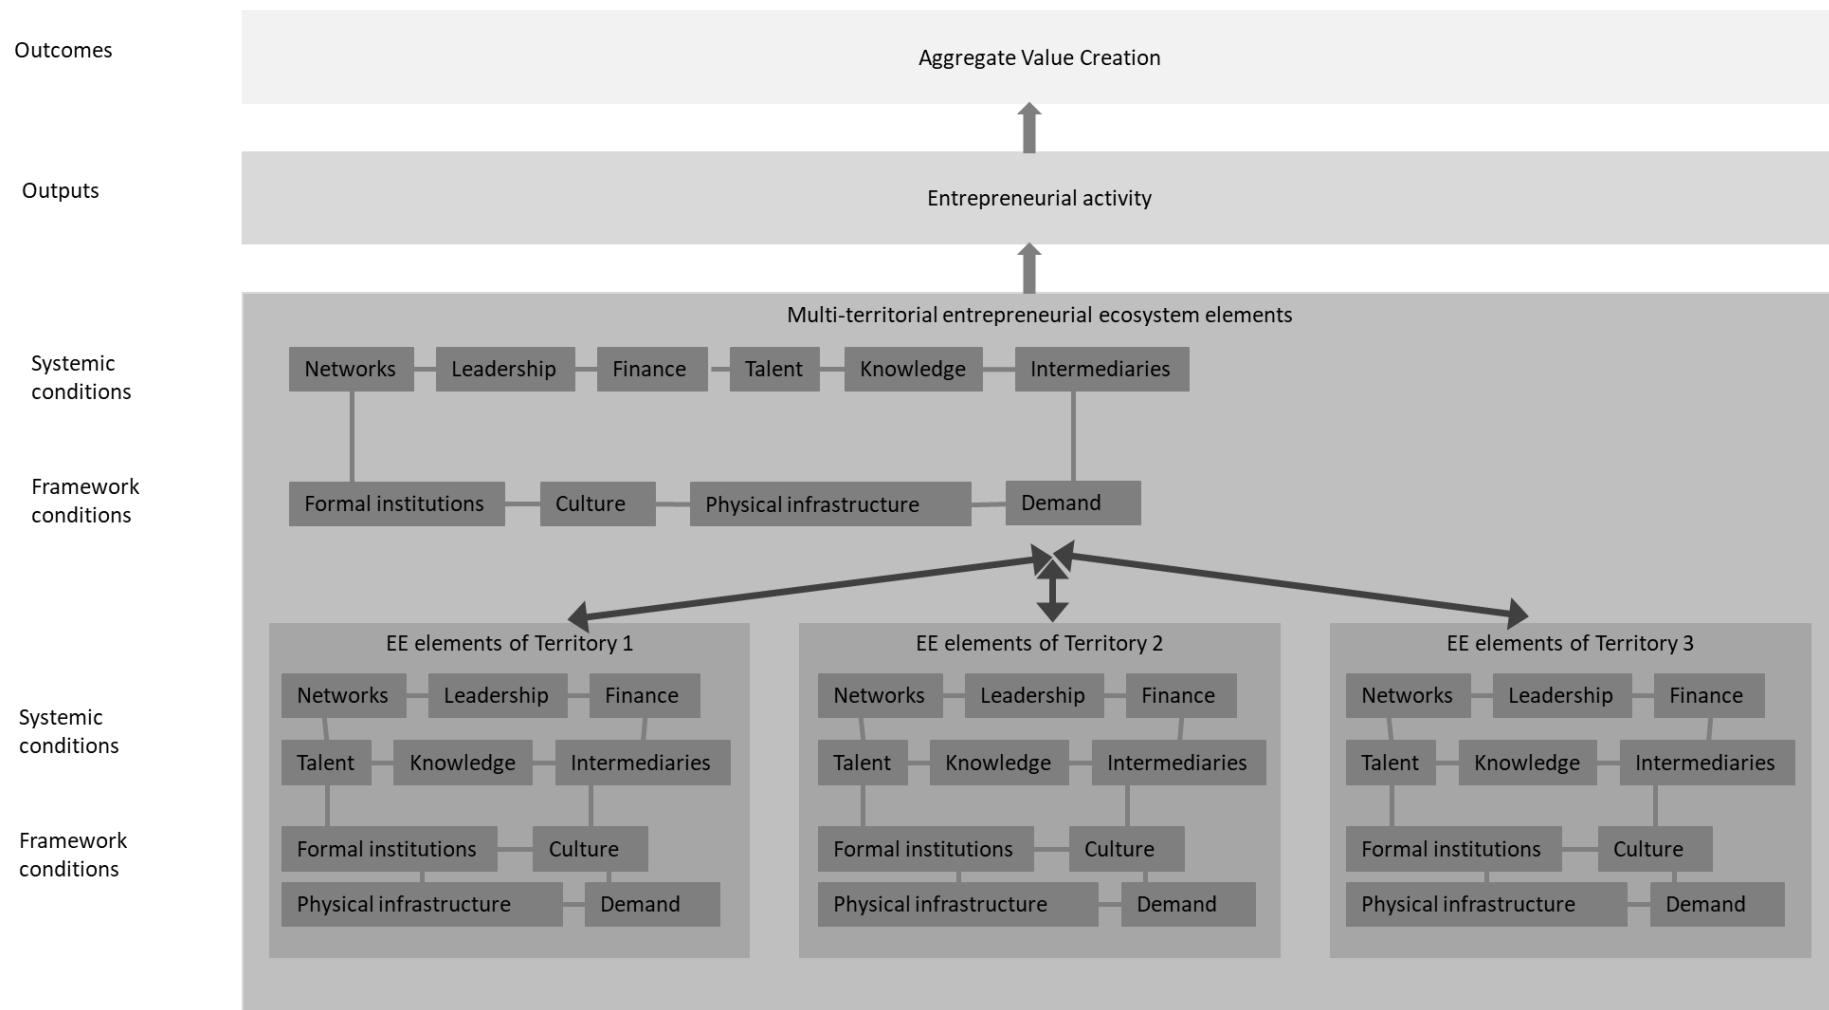 Outcomes
Aggregate Value Creation
Outputs
Entrepreneurial activity
Multi-territorial entrepreneurial ecosystem elements
Systemic
conditions
Networks Leadership Finance Talent Knowledge Intermediaries
Framework
conditions
Formal institutions Culture Physical infrastructure Demand
EE elements of Territory 1
EE elements of Territory 2
EE elements of Territory 3
Systemic
conditions
Networks Leadership Finance
Talent Knowledge Intermediaries
Networks Leadership Finance
Talent Knowledge Intermediaries
Networks Leadership Finance
Talent Knowledge Intermediaries
Framework
conditions
Formal institutions Culture
Physical infrastructure Demand
Formal institutions Culture
Physical infrastructure Demand
Formal institutions Culture
Physical infrastructure Demand